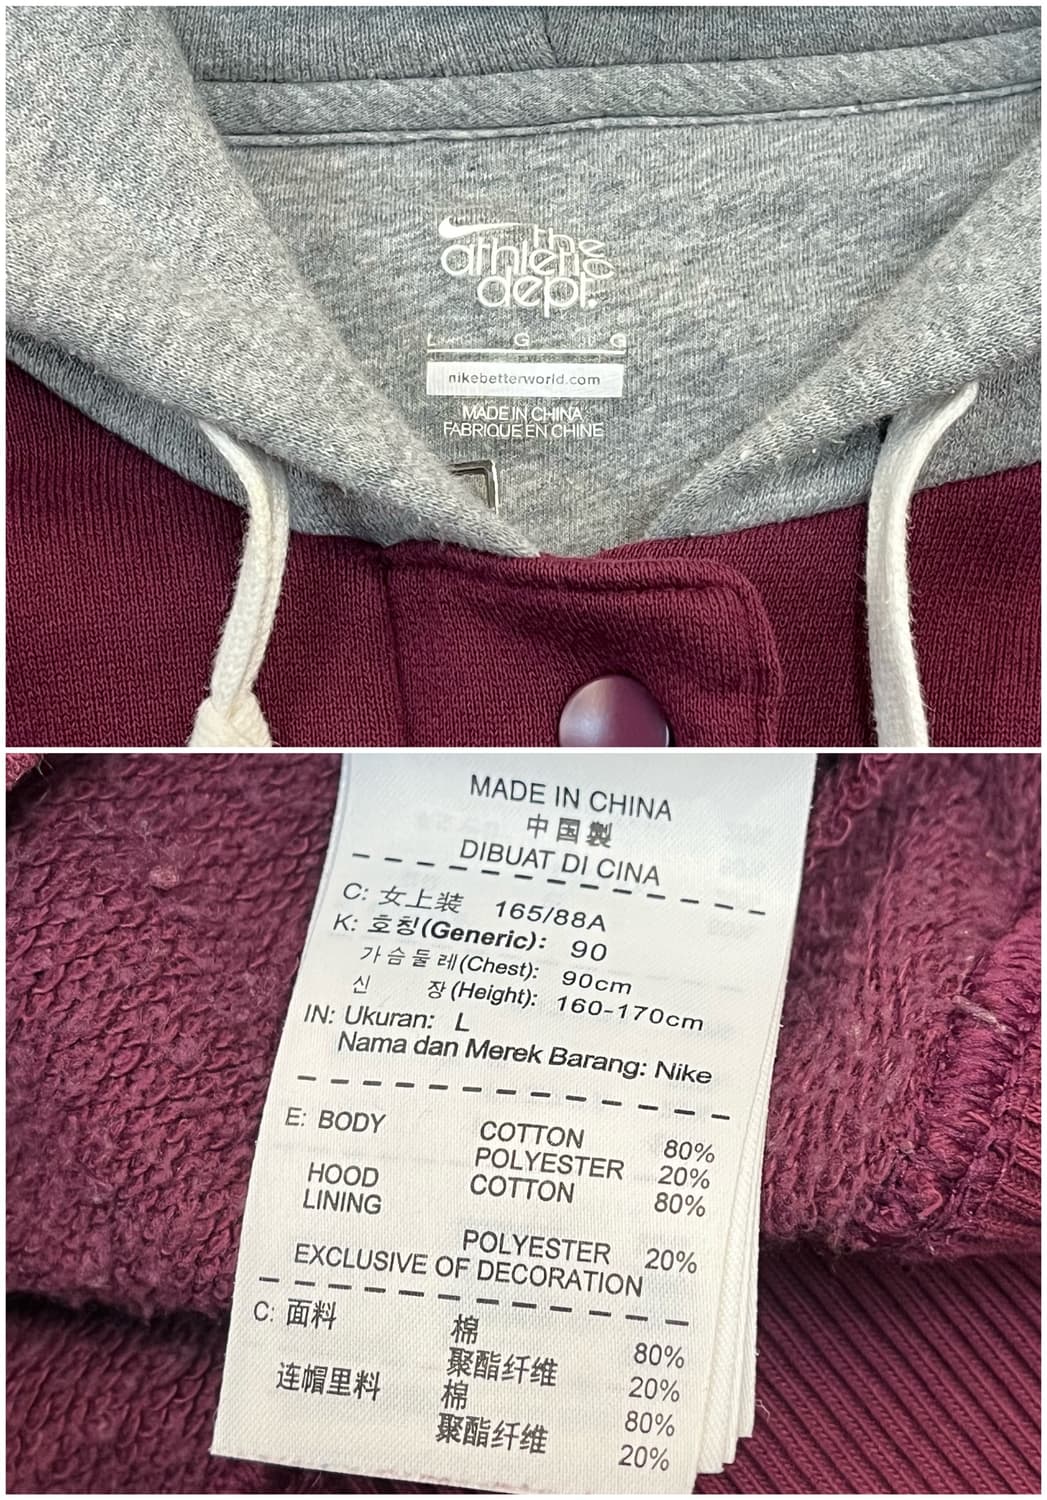 the
athletic
dept.
L G G
nikebetterworld.com
MADE IN CHINA
FABRIQUE EN CHINE
MADE IN CHINA
中国製
DIBUAT DI CINA
C: 女上装 165/88A
K: 호칭(Generic): 90
가슴둘레(Chest): 90cm
신 장(Height): 160-170cm
IN: Ukuran: L
Nama dan Merek Barang: Nike
E: BODY COTTON 80%
POLYESTER 20%
HOOD COTTON 80%
LINING
POLYESTER 20%
EXCLUSIVE OF DECORATION
C: 面料 棉 80%
聚酯纤维 20%
连帽里料 棉 80%
聚酯纤维 20%